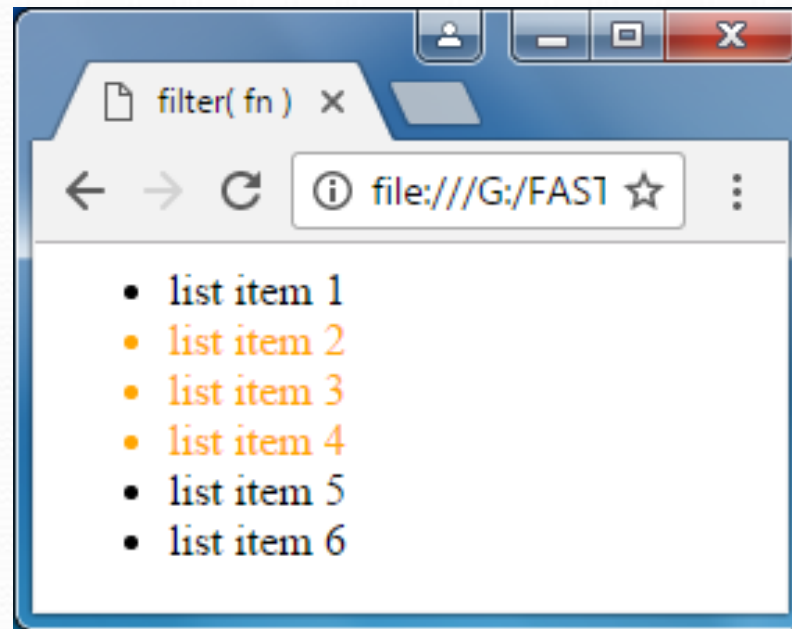 filter( fn )
file:///G:/FAST
list item 1
list item 2
list item 3
list item 4
list item 5
list item 6